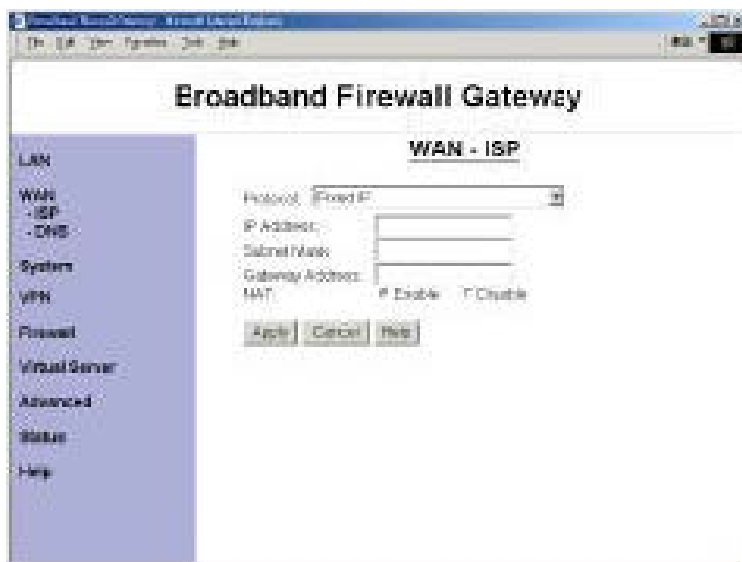 Broadband Firewall Gateway
LAN
WAN
- ISP
- DNS
System
VPN
Firewall
Virtual Server
Advanced
Status
Help
WAN - ISP
Protocol: Fixed IP
IP Address:
Subnet Mask:
Gateway Address:
NAT: Enable Disable
Apply Cancel Help